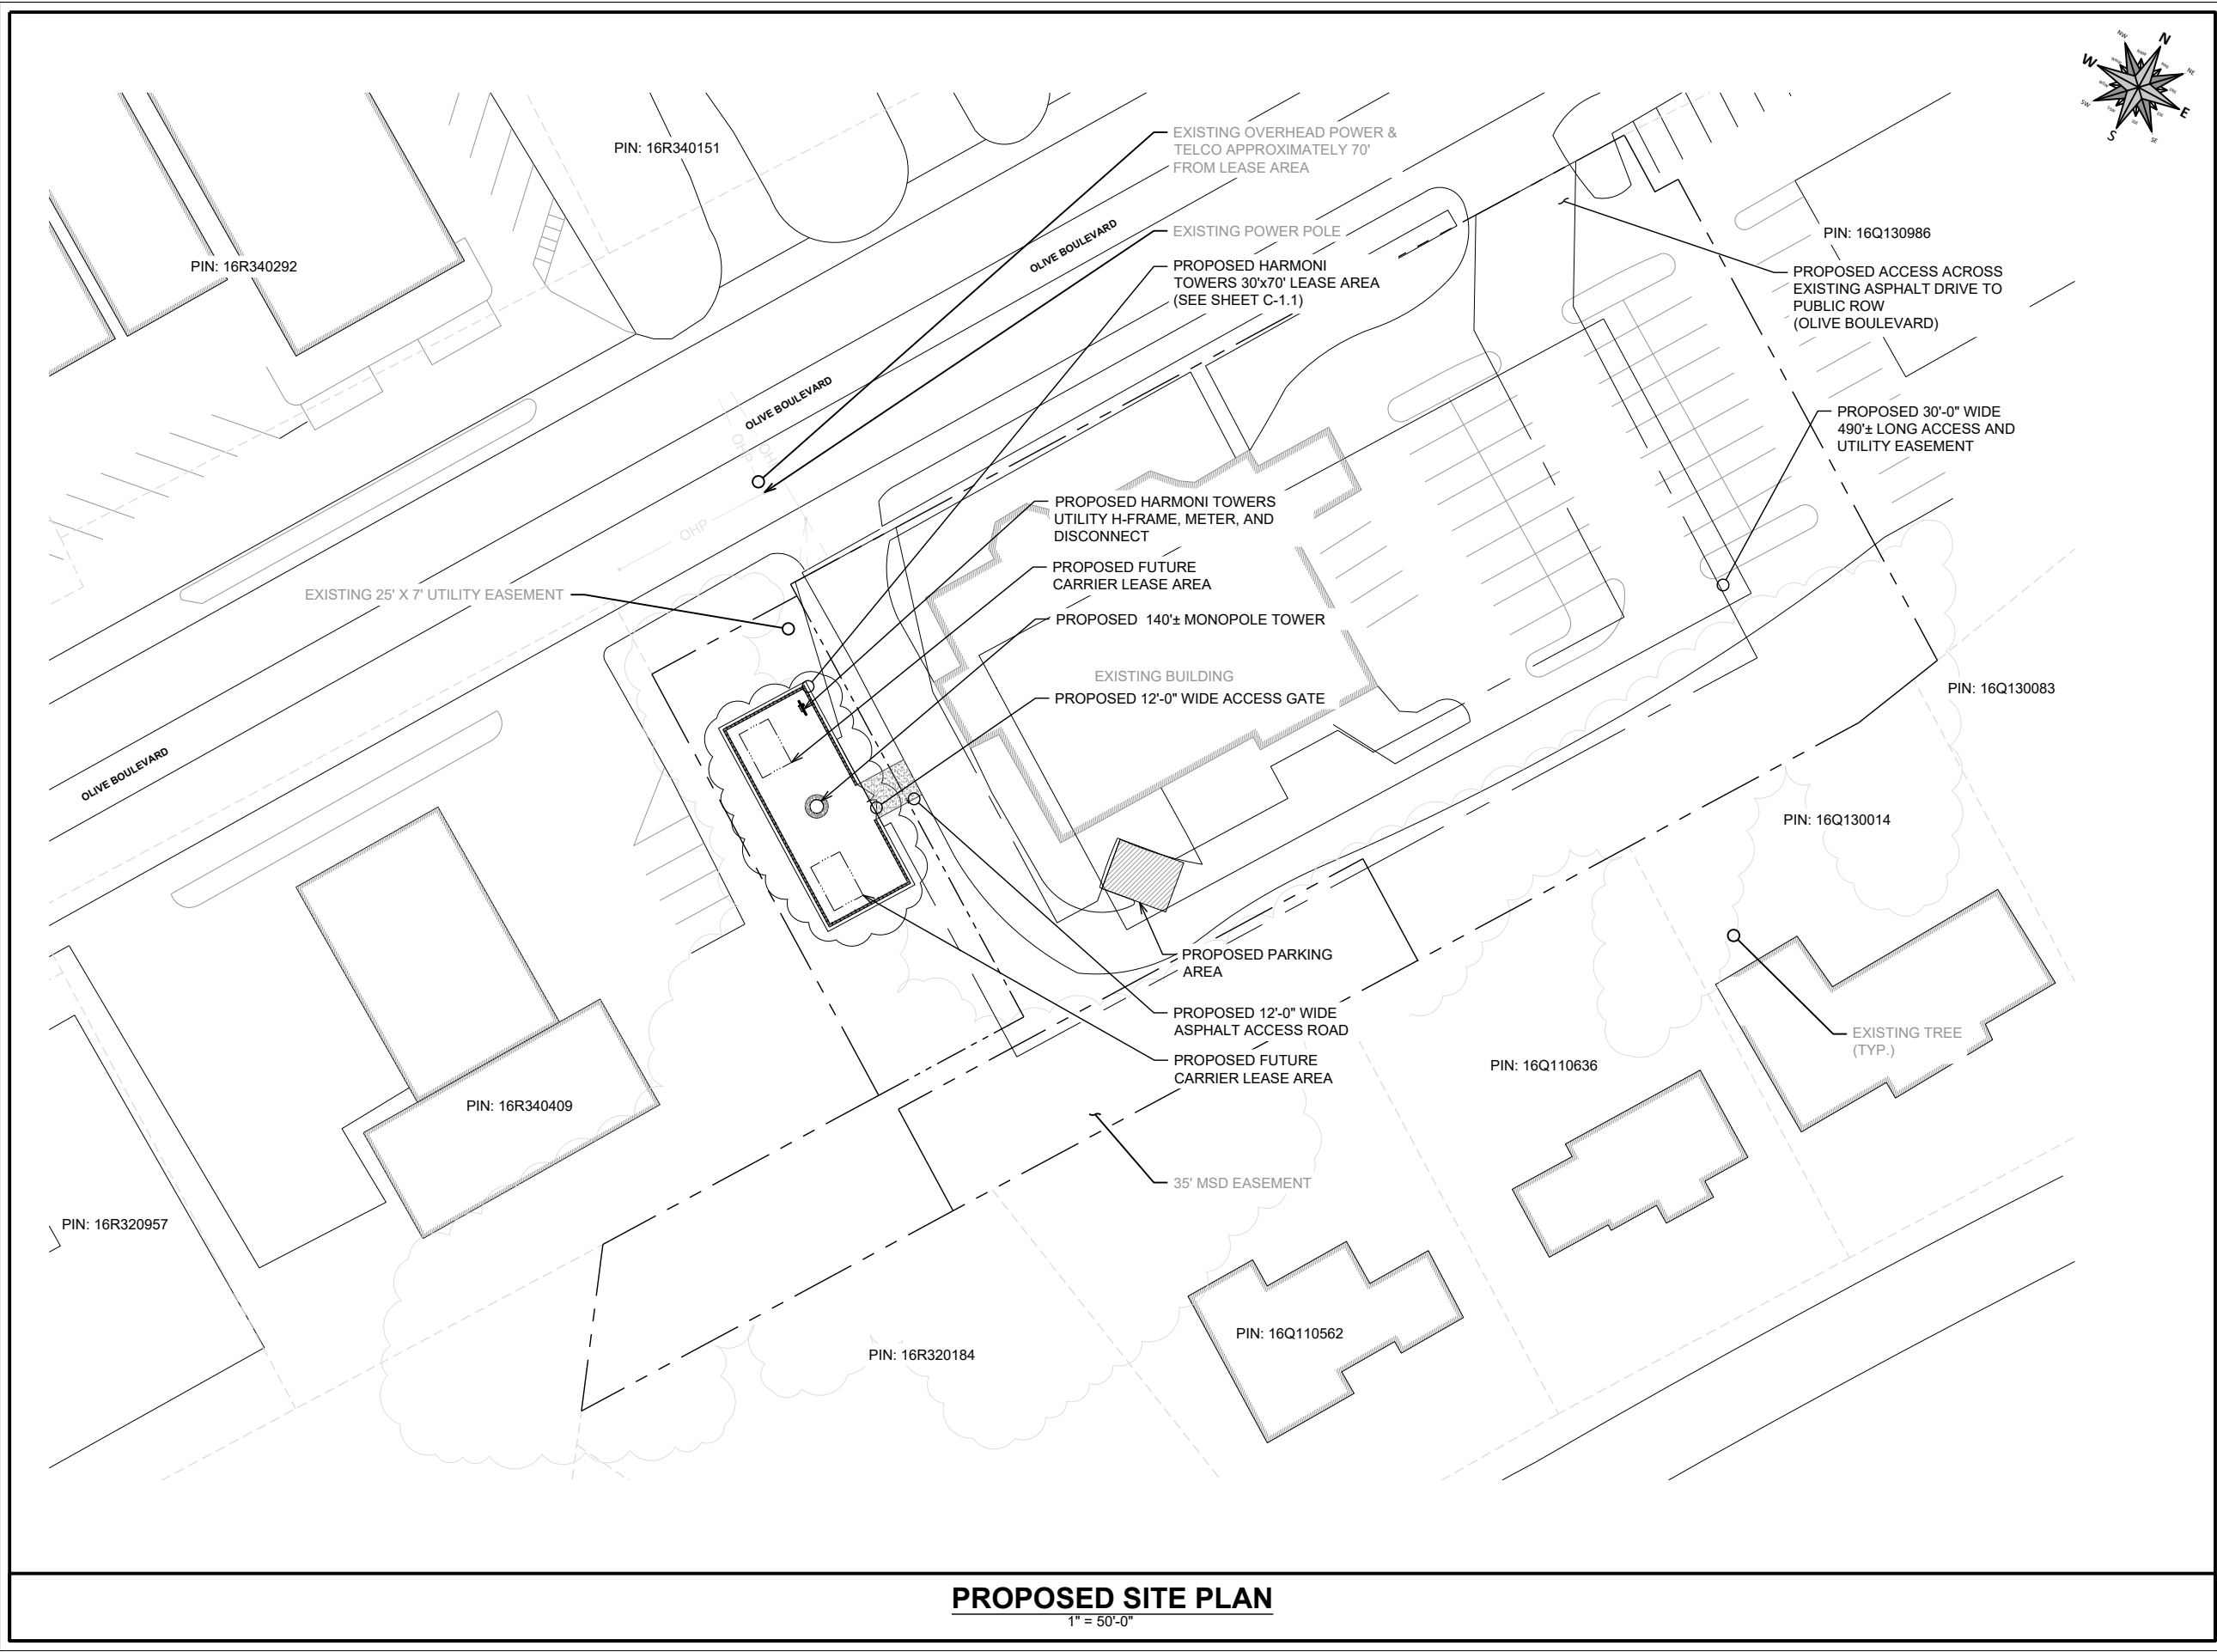 N
NW
NE
W
E
SW
SE
S
PIN: 16R340151
EXISTING OVERHEAD POWER &
TELCO APPROXIMATELY 70'
FROM LEASE AREA
OLIVE BOULEVARD
EXISTING POWER POLE
PIN: 16Q130986
PIN: 16R340292
PROPOSED HARMONI
TOWERS 30'x70' LEASE AREA
(SEE SHEET C-1.1)
PROPOSED ACCESS ACROSS
EXISTING ASPHALT DRIVE TO
PUBLIC ROW
(OLIVE BOULEVARD)
OLIVE BOULEVARD
PROPOSED 30'-0" WIDE
490'± LONG ACCESS AND
UTILITY EASEMENT
OHP
OHP
PROPOSED HARMONI TOWERS
UTILITY H-FRAME, METER, AND
DISCONNECT
PROPOSED FUTURE
CARRIER LEASE AREA
EXISTING 25' X 7' UTILITY EASEMENT
PROPOSED 140'± MONOPOLE TOWER
EXISTING BUILDING
PROPOSED 12'-0" WIDE ACCESS GATE
PIN: 16Q130083
OLIVE BOULEVARD
PIN: 16Q130014
PROPOSED PARKING
AREA
PROPOSED 12'-0" WIDE
ASPHALT ACCESS ROAD
EXISTING TREE
(TYP.)
PROPOSED FUTURE
CARRIER LEASE AREA
PIN: 16Q110636
PIN: 16R340409
35' MSD EASEMENT
PIN: 16R320957
PIN: 16Q110562
PIN: 16R320184
PROPOSED SITE PLAN
1" = 50'-0"